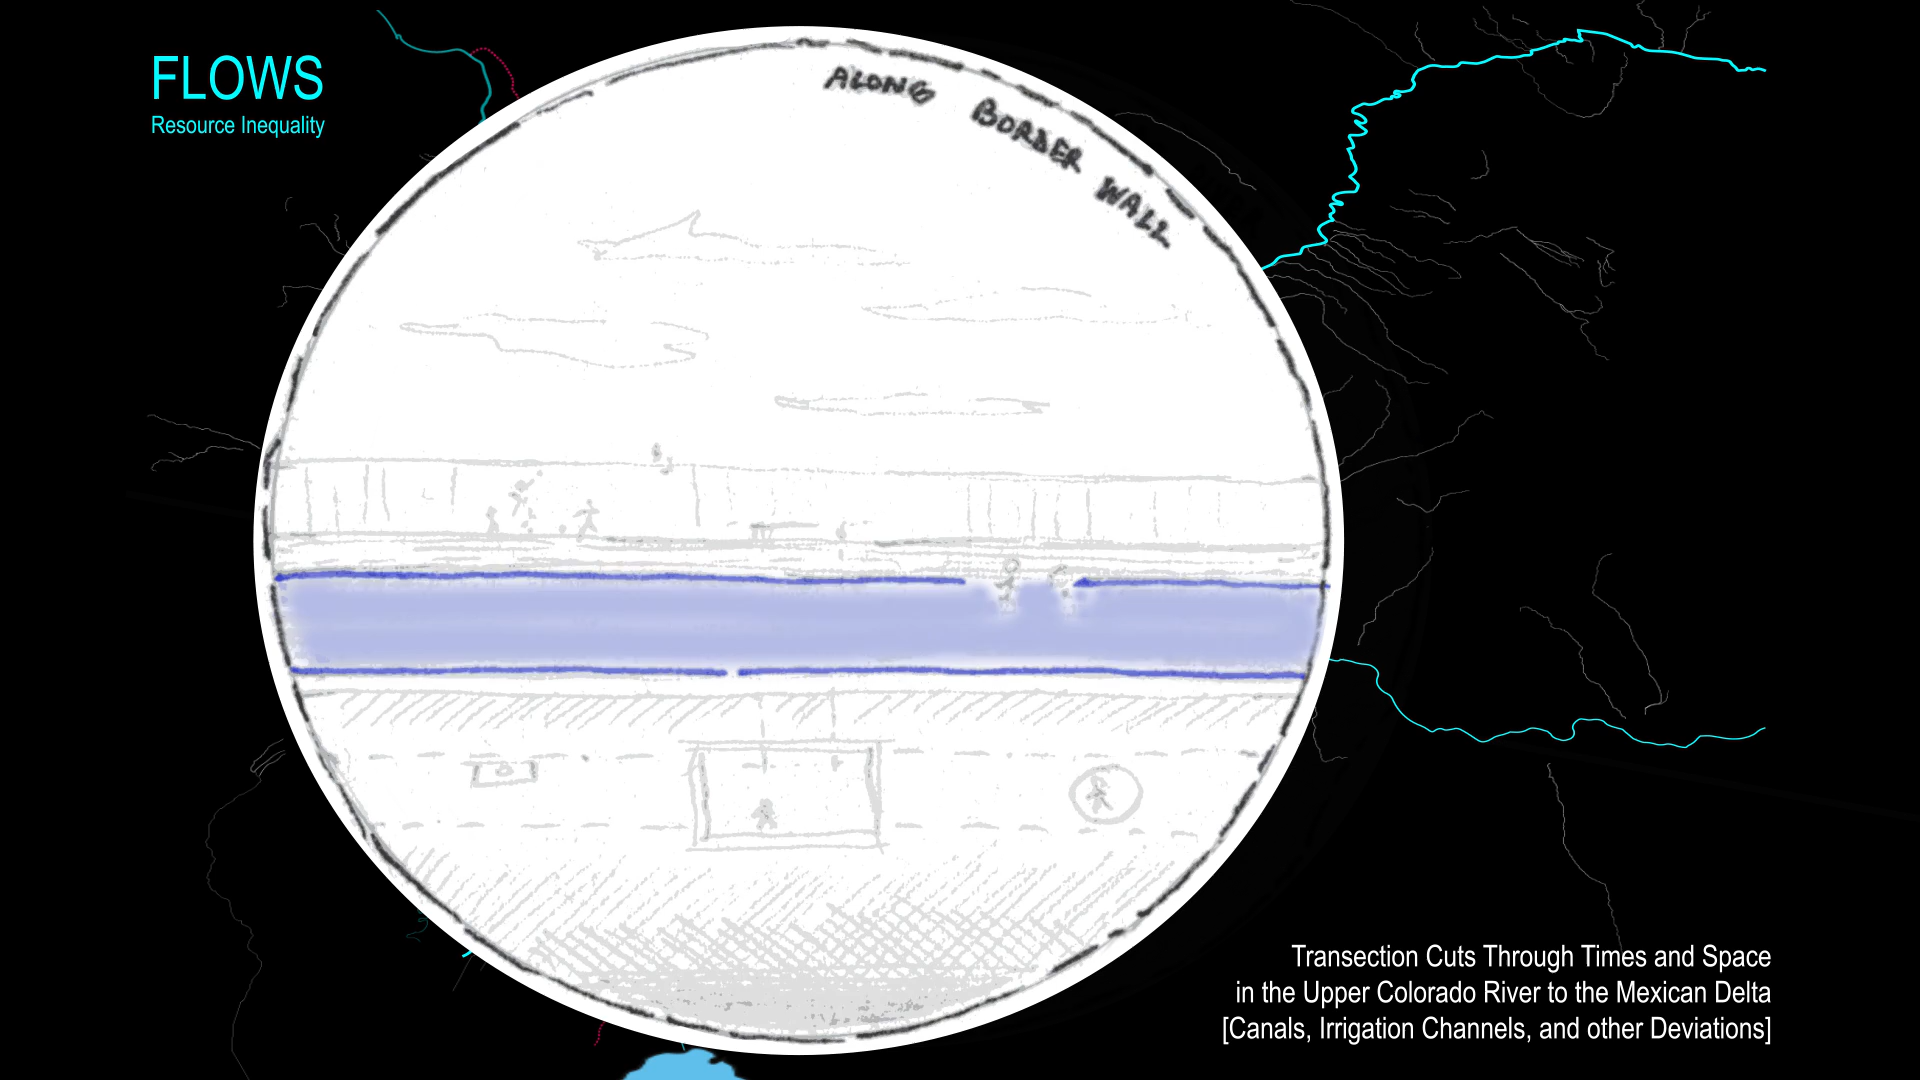 FLOWS
Resource Inequality
ALONG BORDER WALL
Transection Cuts Through Times and Space
in the Upper Colorado River to the Mexican Delta
[Canals, Irrigation Channels, and other Deviations]